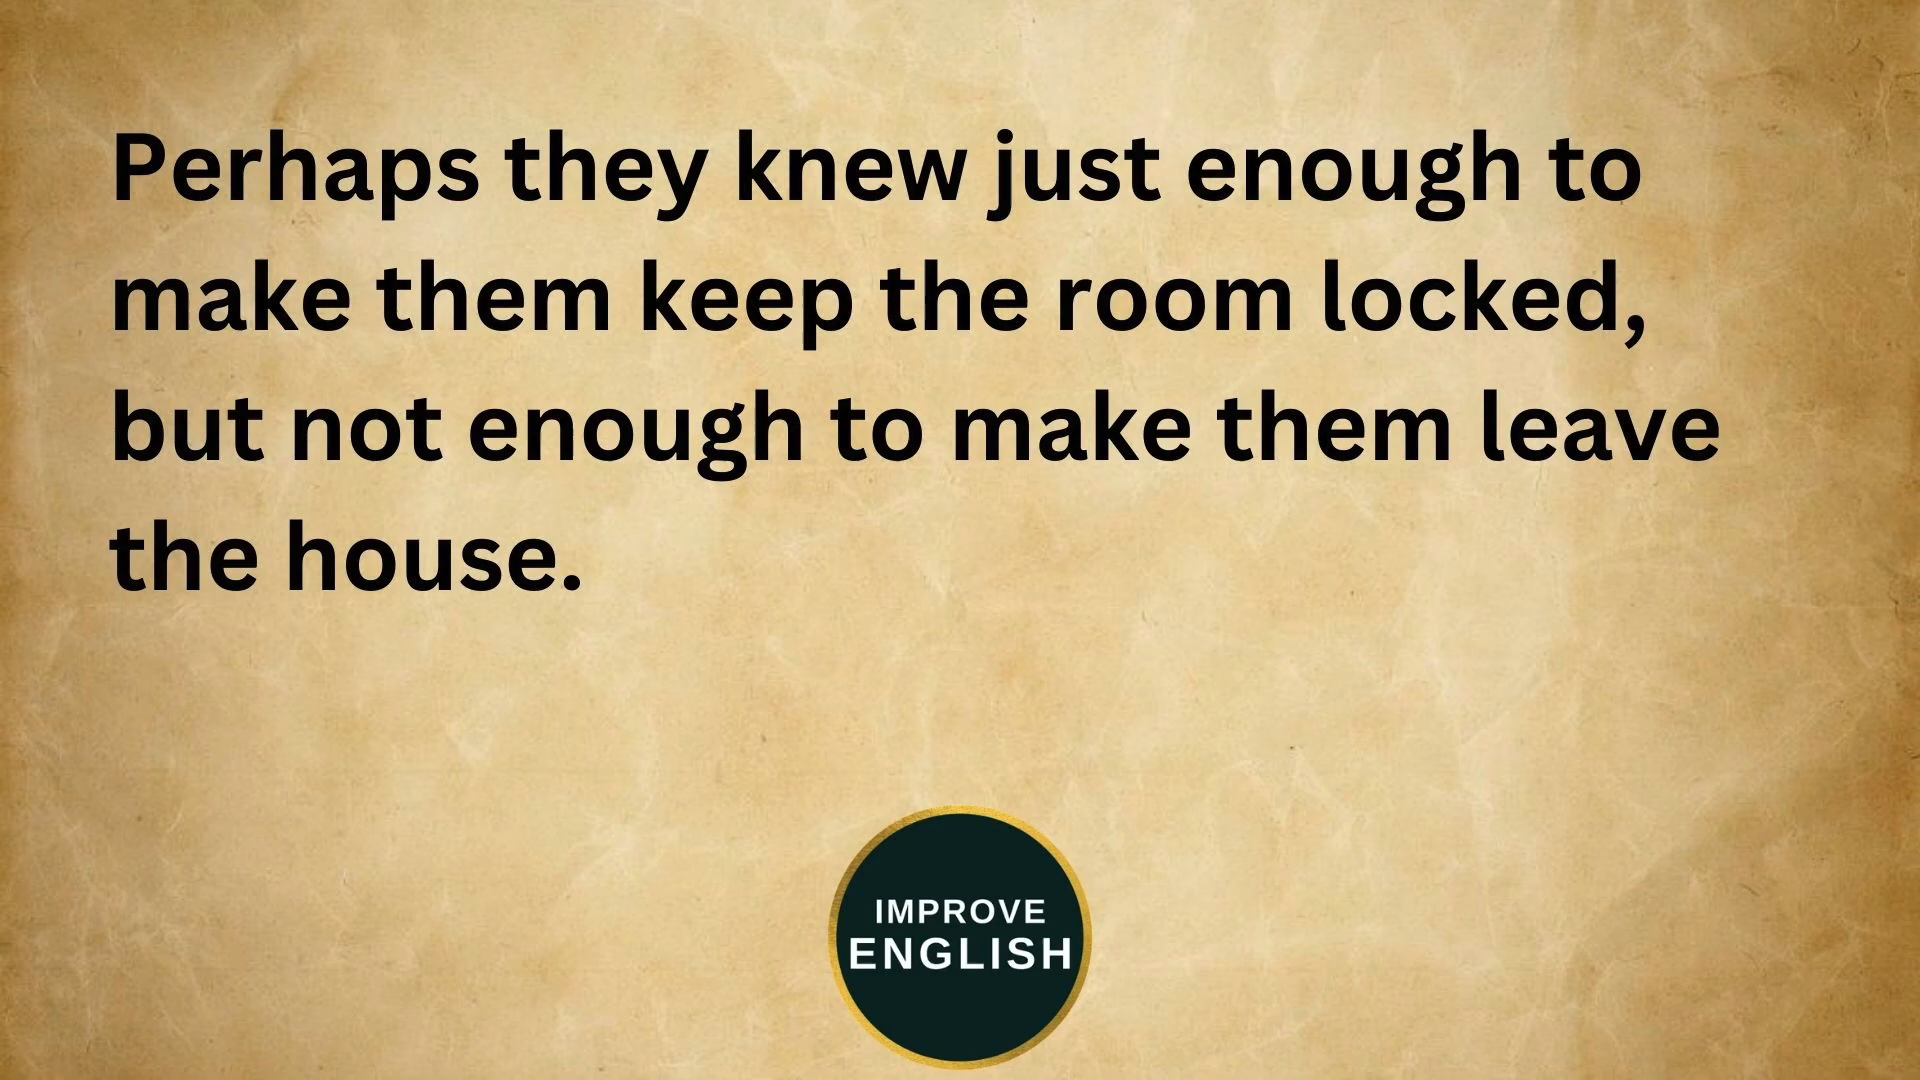 Perhaps they knew just enough to
make them keep the room locked,
but not enough to make them leave
the house.
IMPROVE
ENGLISH